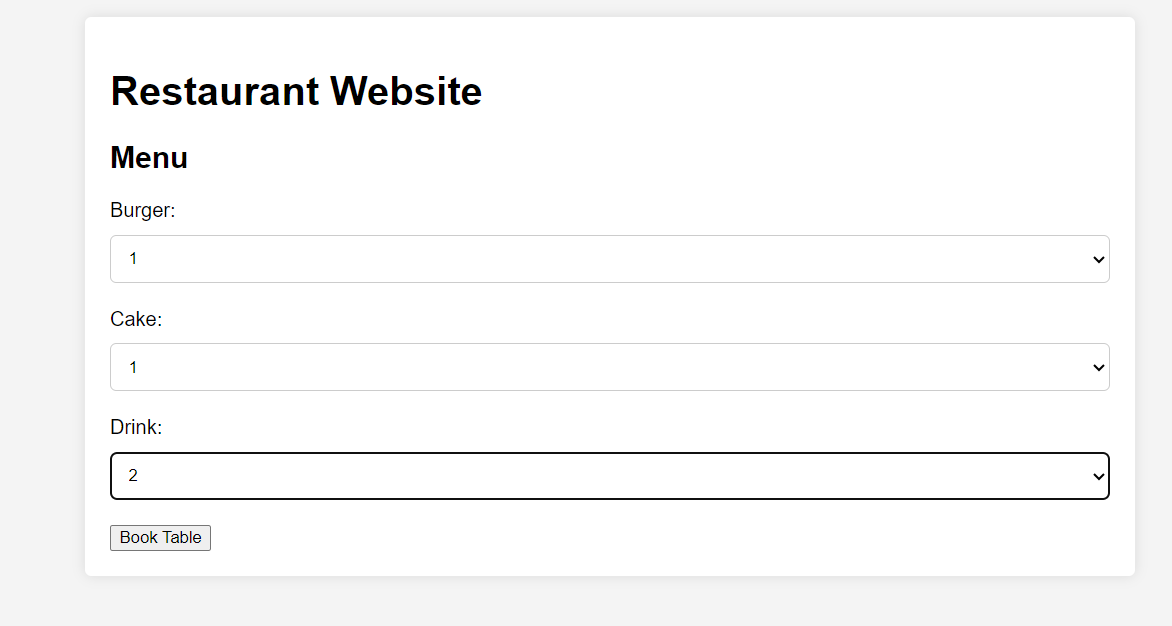 Restaurant Website
Menu
Burger:
1
Cake:
1
Drink:
2
Book Table